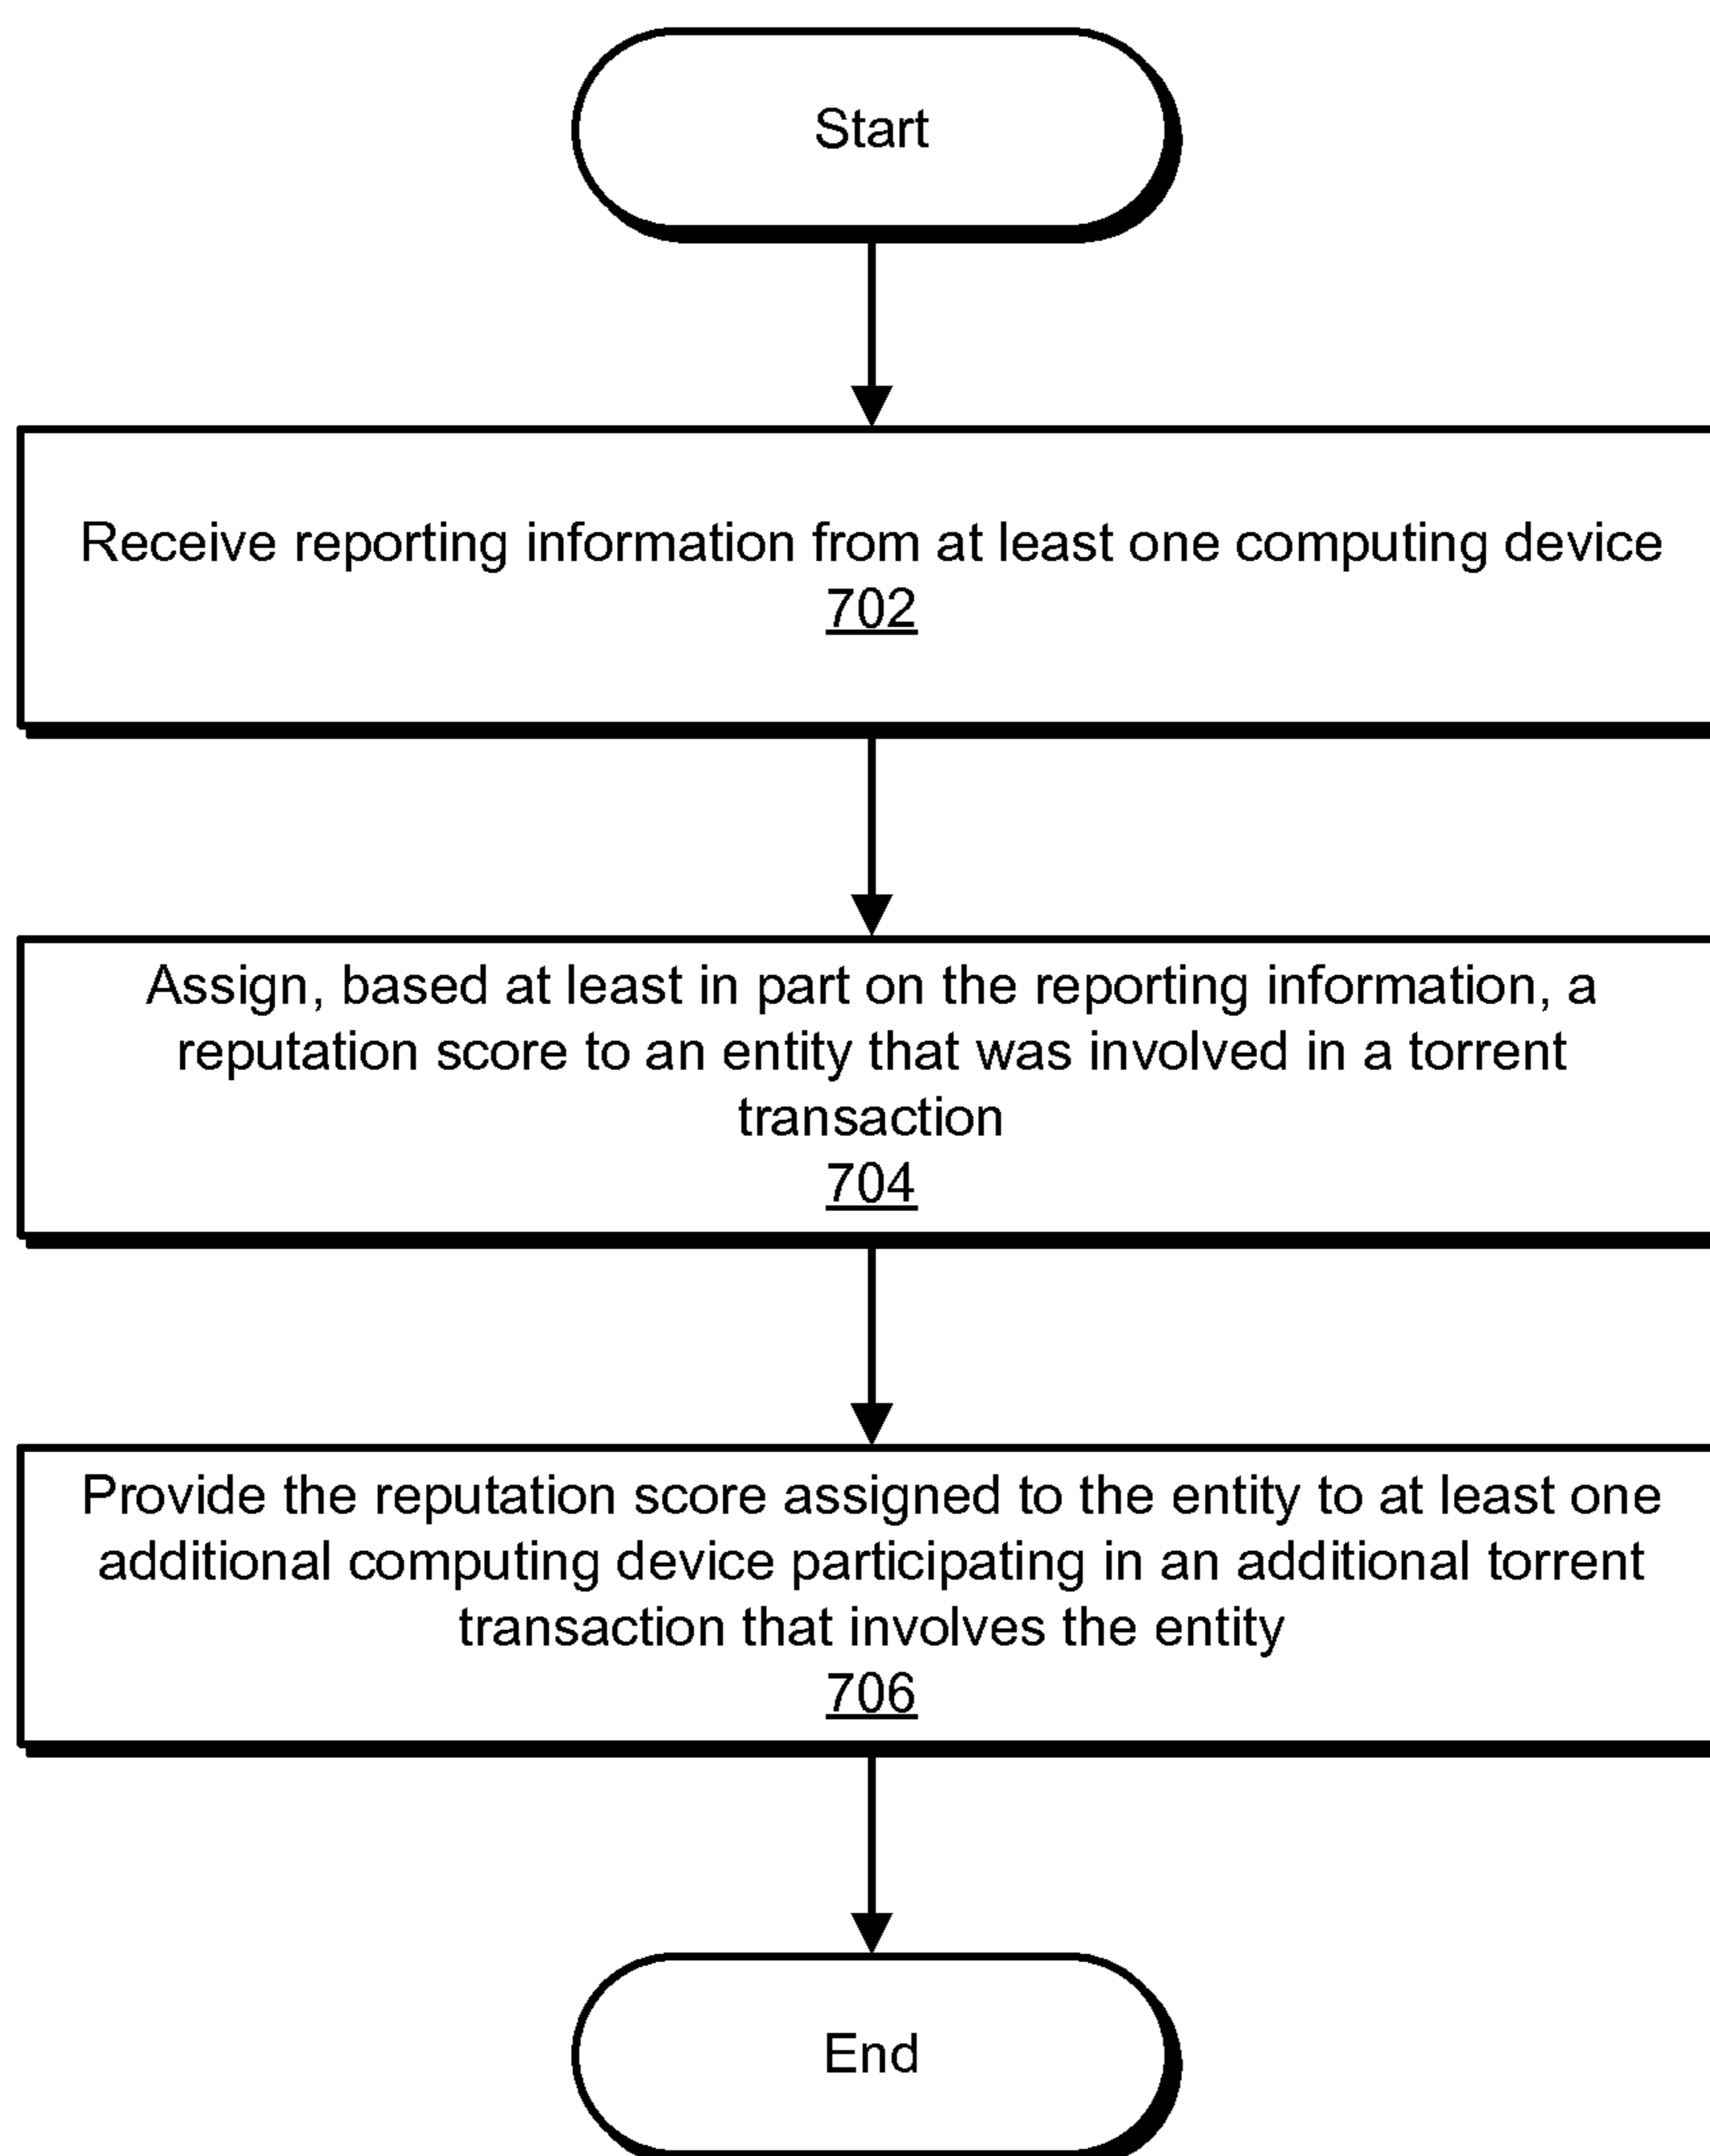 Start
Receive reporting information from at least one computing device
702
Assign, based at least in part on the reporting information, a
reputation score to an entity that was involved in a torrent
transaction
704
Provide the reputation score assigned to the entity to at least one
additional computing device participating in an additional torrent
transaction that involves the entity
706
End